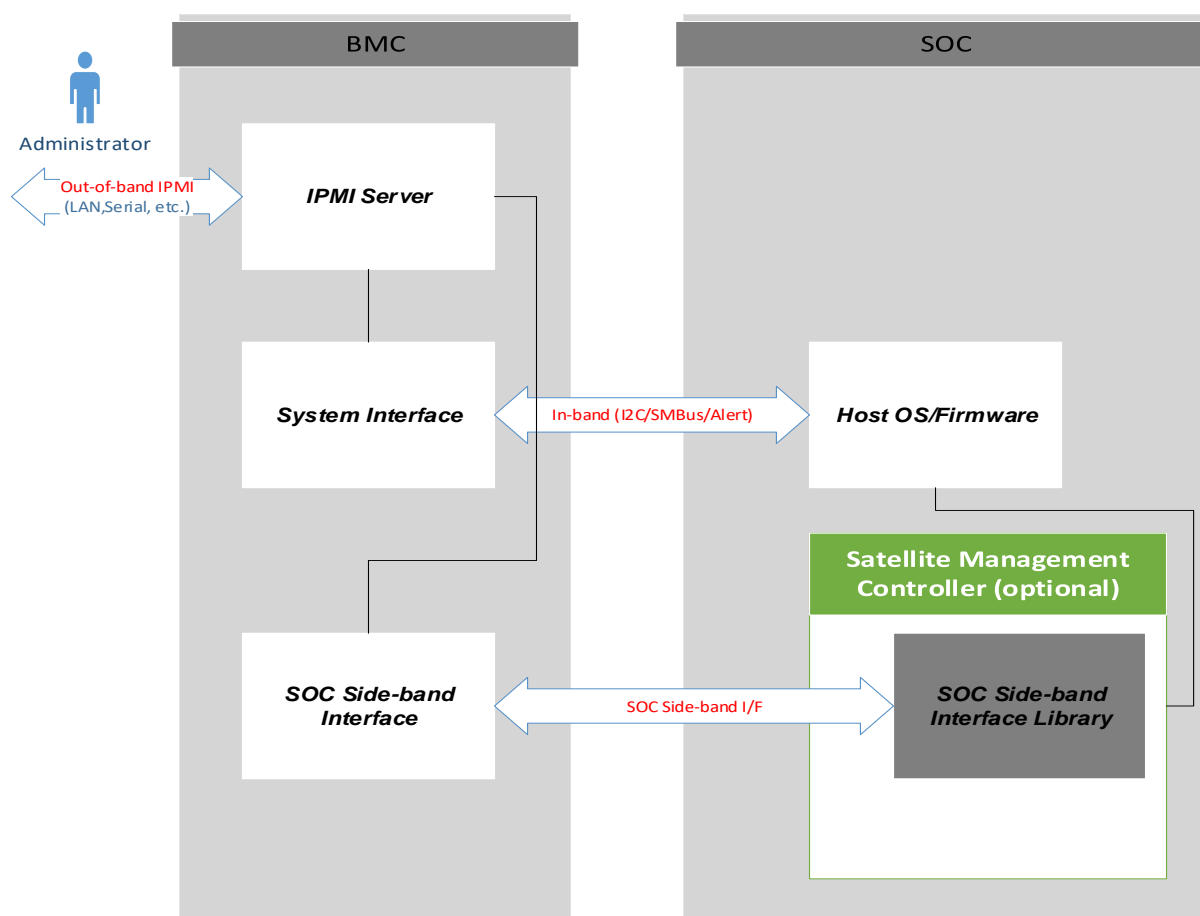 BMC
SOC
Administrator
Out-of-band IPMI
(LAN,Serial, etc.)
IPMI Server
System Interface
In-band (I2C/SMBus/Alert)
Host OS/Firmware
Satellite Management
Controller (optional)
SOC Side-band
Interface
SOC Side-band I/F
SOC Side-band
Interface Library